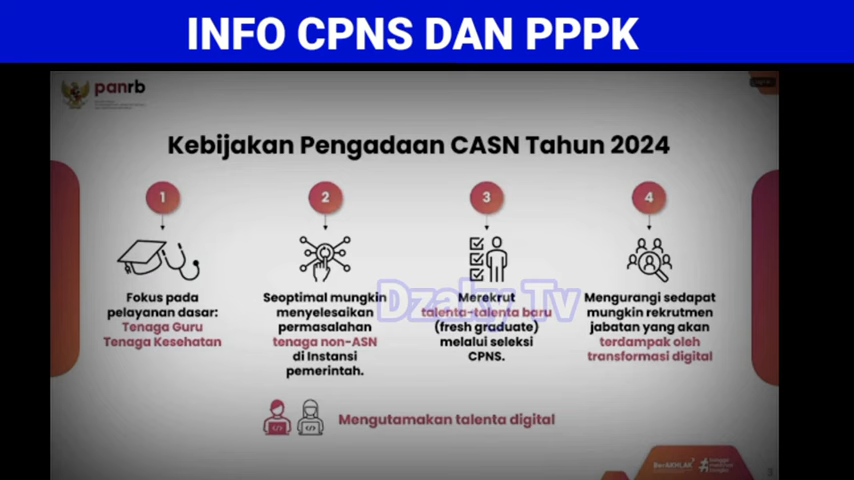 INFO CPNS DAN PPPK
panrb
Kebijakan Pengadaan CASN Tahun 2024
1
2
3
4
Fokus pada
pelayanan dasar:
Tenaga Guru
Tenaga Kesehatan
Seoptimal mungkin
menyelesaikan
permasalahan
tenaga non-ASN
di Instansi
pemerintah.
Merekrut
talenta-talenta baru
(fresh graduate)
melalui seleksi
CPNS.
Mengurangi sedapat
mungkin rekrutmen
jabatan yang akan
terdampak oleh
transformasi digital
Dzaky Tv
Mengutamakan talenta digital
BerAKHLAK